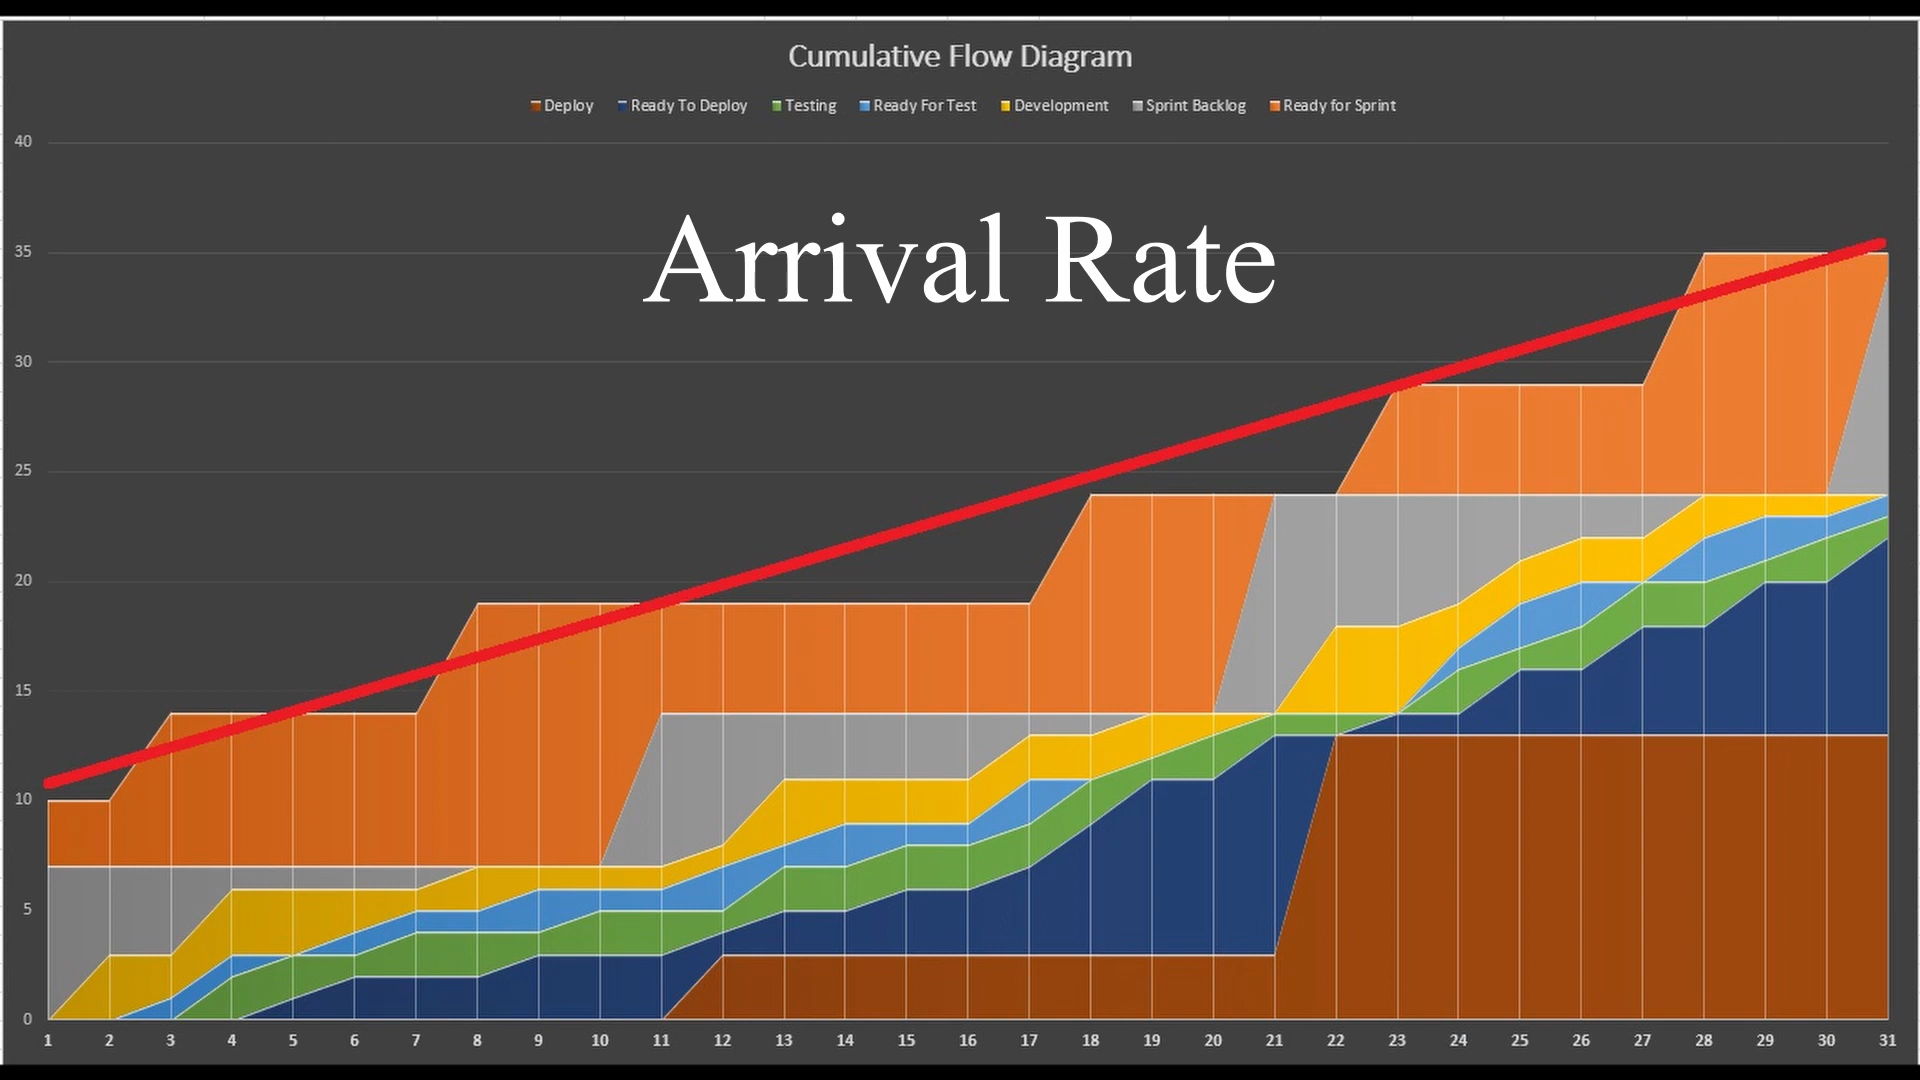 Cumulative Flow Diagram
Deploy Ready To Deploy Testing Ready For Test Development Sprint Backlog Ready for Sprint
Arrival Rate
40
35
30
25
20
15
10
5
0
1 2 3 4 5 6 7 8 9 10 11 12 13 14 15 16 17 18 19 20 21 22 23 24 25 26 27 28 29 30 31